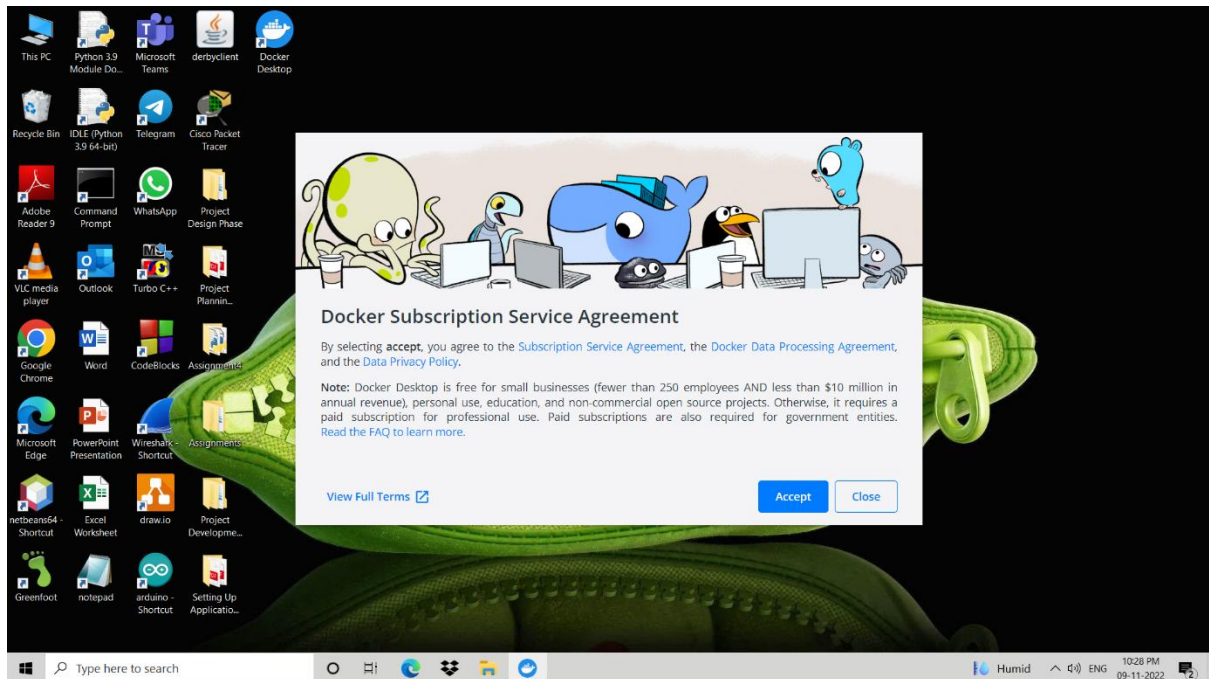 This PC
Python 3.9
Module Do...
Microsoft
Teams
derbyclient
Docker
Desktop
Recycle Bin
IDLE (Python
3.9 64-bit)
Telegram
Cisco Packet
Tracer
Adobe
Reader 9
Command
Prompt
WhatsApp
Project
Design Phase
VLC media
player
Outlook
Turbo C++
Project
Plannin...
Google
Chrome
Word
CodeBlocks
Assignment4
Microsoft
Edge
PowerPoint
Presentation
Wireshark -
Shortcut
Assignments
netbeans64 -
Shortcut
Excel
Worksheet
draw.io
Project
Developme...
Greenfoot
notepad
arduino -
Shortcut
Setting Up
Applicatio...
Docker Subscription Service Agreement
By selecting accept, you agree to the Subscription Service Agreement, the Docker Data Processing Agreement,
and the Data Privacy Policy.
Note: Docker Desktop is free for small businesses (fewer than 250 employees AND less than $10 million in
annual revenue), personal use, education, and non-commercial open source projects. Otherwise, it requires a
paid subscription for professional use. Paid subscriptions are also required for government entities.
Read the FAQ to learn more.
View Full Terms
Accept
Close
Type here to search
Humid
ENG
10:28 PM
09-11-2022
2